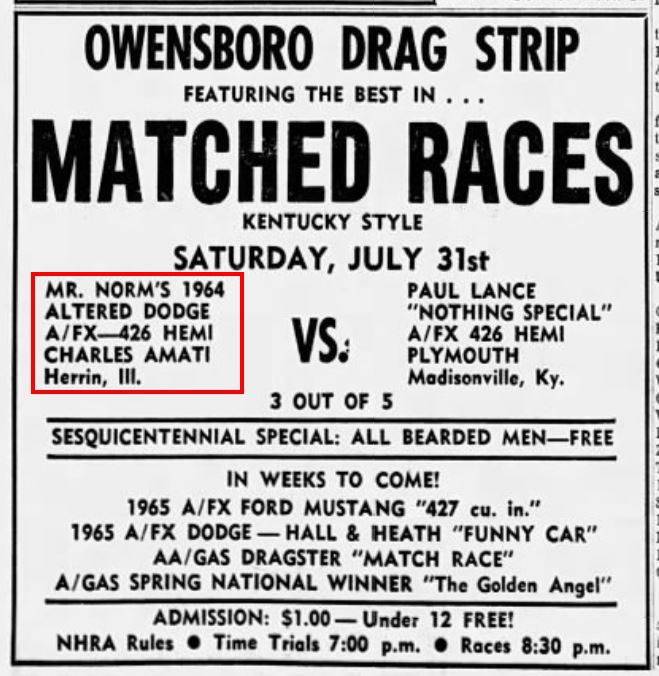 OWENSBORO DRAG STRIP
FEATURING THE BEST IN . . .
MATCHED RACES
KENTUCKY STYLE
SATURDAY, JULY 31st
MR. NORM'S 1964
ALTERED DODGE
A/FX—426 HEMI
CHARLES AMATI
Herrin, Ill.
VS.
PAUL LANCE
"NOTHING SPECIAL"
A/FX 426 HEMI
PLYMOUTH
Madisonville, Ky.
3 OUT OF 5
SESQUICENTENNIAL SPECIAL: ALL BEARDED MEN—FREE
IN WEEKS TO COME!
1965 A/FX FORD MUSTANG "427 cu. in."
1965 A/FX DODGE — HALL & HEATH "FUNNY CAR"
AA/GAS DRAGSTER "MATCH RACE"
A/GAS SPRING NATIONAL WINNER "The Golden Angel"
ADMISSION: $1.00 — Under 12 FREE!
NHRA Rules ● Time Trials 7:00 p.m. ● Races 8:30 p.m.